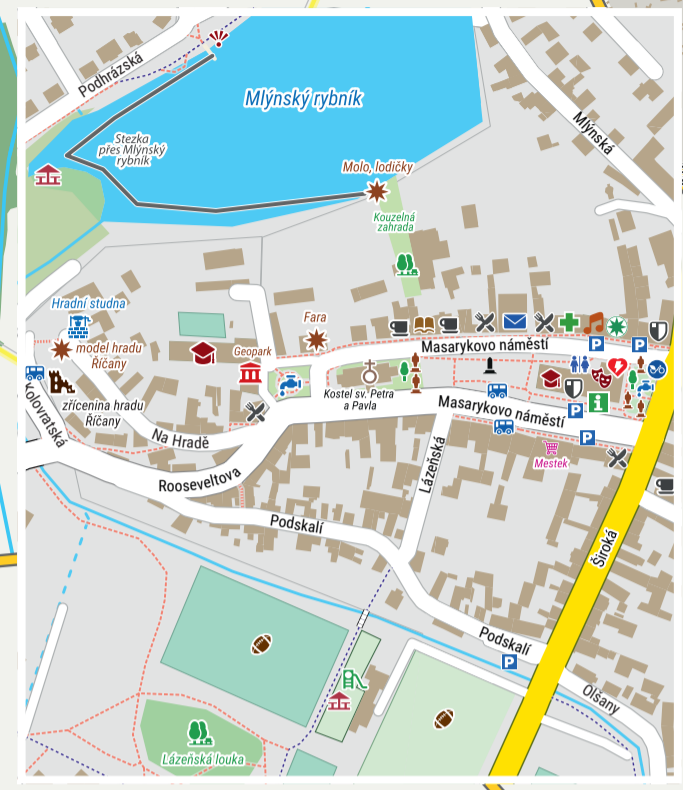 Podhrázská
Mlýnský rybník
Mlýnská
Stezka
přes Mlýnský
rybník
Molo, lodičky
Kouzelná
zahrada
Hradní studna
Fara
model hradu
Říčany
Geopark
Masarykovo náměstí
zřícenina hradu
Říčany
Kostel sv. Petra
a Pavla
Masarykovo náměstí
Kolovratská
Na Hradě
Lázeňská
Mestek
Rooseveltova
Podskalí
Široká
Podskalí
Olšany
Lázeňská louka
P
P
P
P
P
i